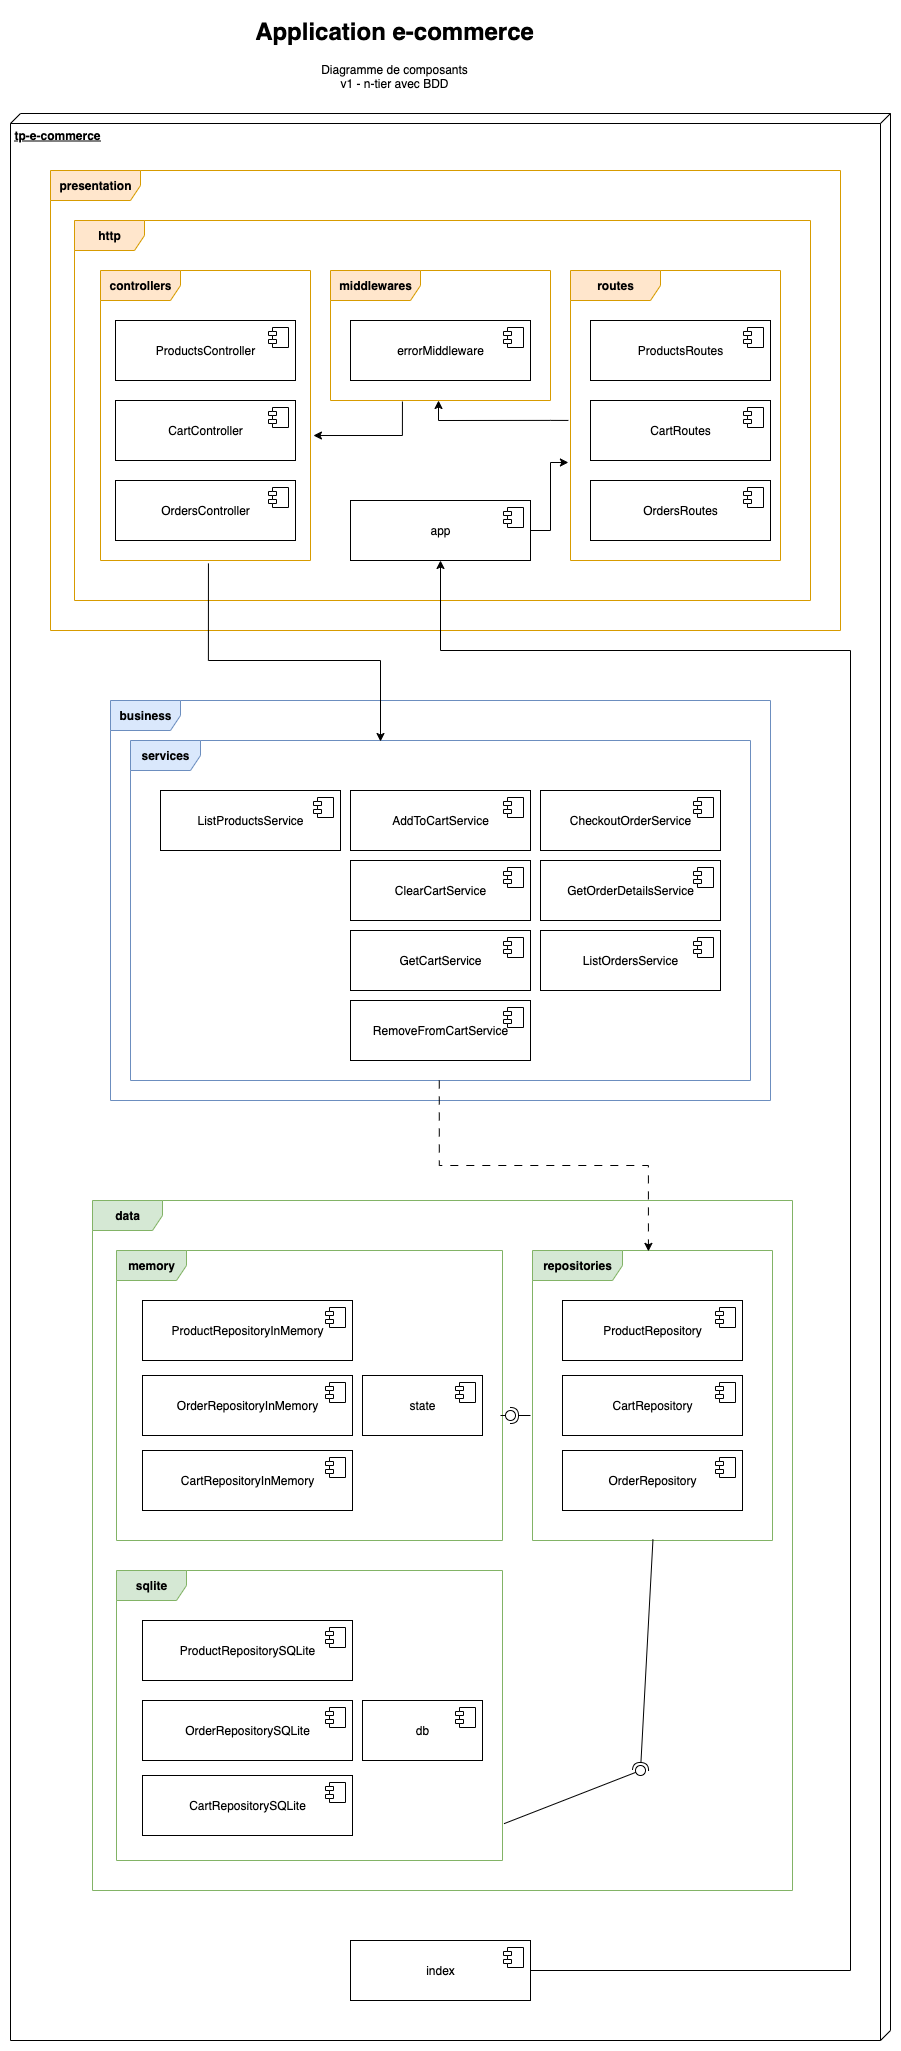 Application e-commerce
Diagramme de composants
v1 - n-tier avec BDD
tp-e-commerce
presentation
http
controllers
ProductsController
CartController
OrdersController
middlewares
errorMiddleware
app
routes
ProductsRoutes
CartRoutes
OrdersRoutes
business
services
ListProductsService
AddToCartService
CheckoutOrderService
ClearCartService
GetOrderDetailsService
GetCartService
ListOrdersService
RemoveFromCartService
data
memory
ProductRepositoryInMemory
OrderRepositoryInMemory
state
CartRepositoryInMemory
repositories
ProductRepository
CartRepository
OrderRepository
sqlite
ProductRepositorySQLite
OrderRepositorySQLite
db
CartRepositorySQLite
index